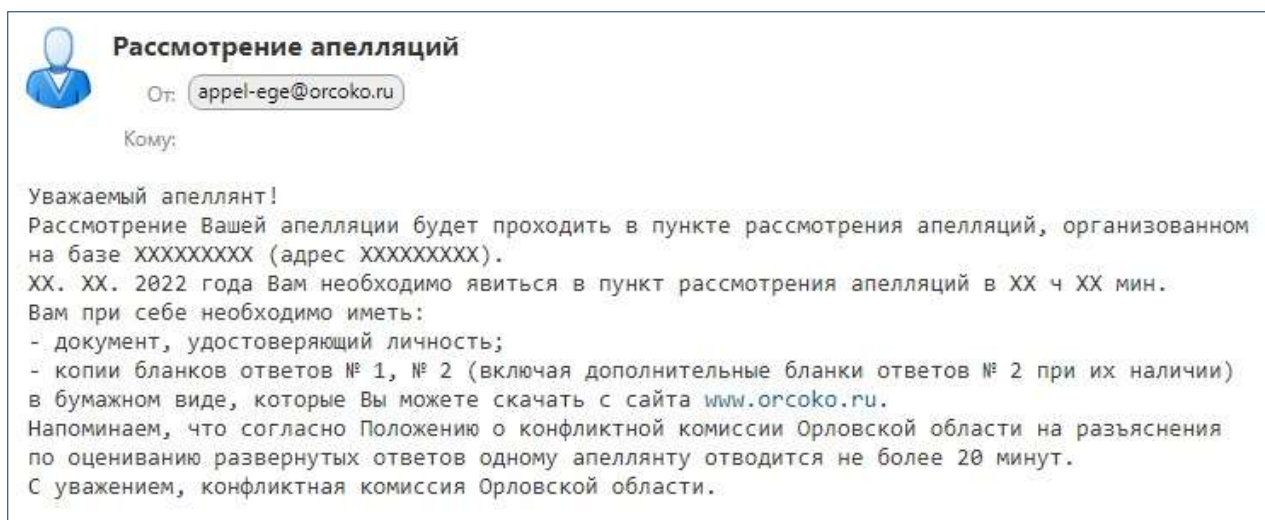 Рассмотрение апелляций
От: appel-ege@orcoko.ru
Кому:
Уважаемый апеллянт!
Рассмотрение Вашей апелляции будет проходить в пункте рассмотрения апелляций, организованном
на базе XXXXXXXXX (адрес XXXXXXXXX).
XX. XX. 2022 года Вам необходимо явиться в пункт рассмотрения апелляций в XX ч XX мин.
Вам при себе необходимо иметь:
- документ, удостоверяющий личность;
- копии бланков ответов № 1, № 2 (включая дополнительные бланки ответов № 2 при их наличии)
в бумажном виде, которые Вы можете скачать с сайта www.orcoko.ru.
Напоминаем, что согласно Положению о конфликтной комиссии Орловской области на разъяснения
по оцениванию развернутых ответов одному апеллянту отводится не более 20 минут.
С уважением, конфликтная комиссия Орловской области.